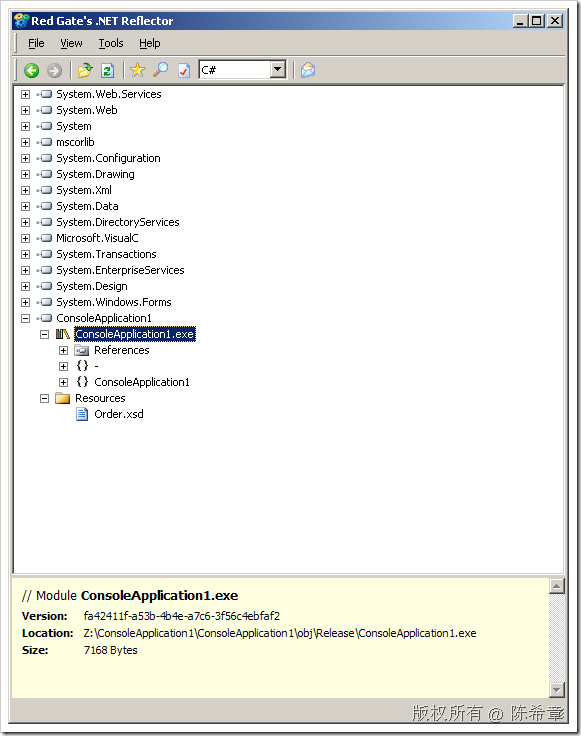 Red Gate's .NET Reflector
File View Tools Help
C#
System.Web.Services
System.Web
System
mscorlib
System.Configuration
System.Drawing
System.Xml
System.Data
System.DirectoryServices
Microsoft.VisualC
System.Transactions
System.EnterpriseServices
System.Design
System.Windows.Forms
ConsoleApplication1
ConsoleApplication1.exe
References
{} -
{} ConsoleApplication1
Resources
Order.xsd
// Module ConsoleApplication1.exe
Version: fa42411f-a53b-4b4e-a7c6-3f56c4ebfaf2
Location: Z:\ConsoleApplication1\ConsoleApplication1\obj\Release\ConsoleApplication1.exe
Size: 7168 Bytes
版权所有 @ 陈希章